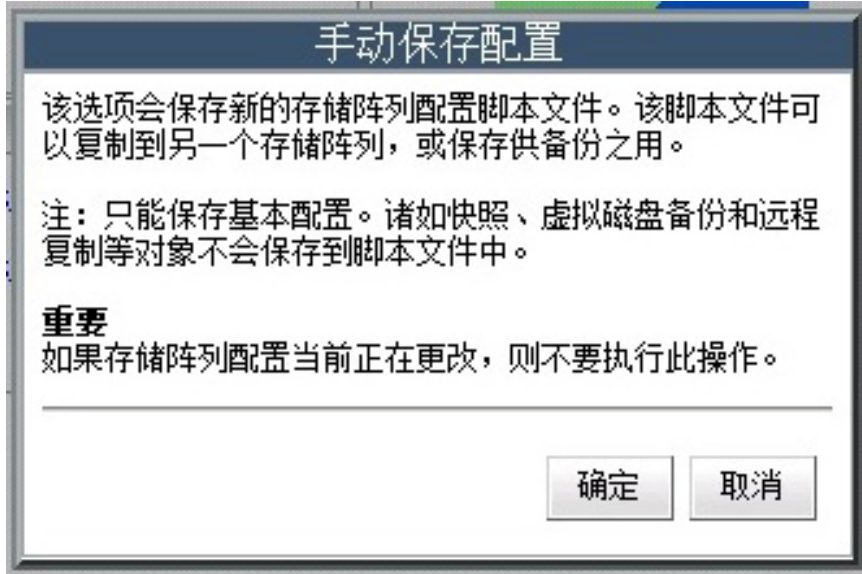 手动保存配置
该选项会保存新的存储阵列配置脚本文件。该脚本文件可
以复制到另一个存储阵列，或保存供备份之用。
注：只能保存基本配置。诸如快照、虚拟磁盘备份和远程
复制等对象不会保存到脚本文件中。
重要
如果存储阵列配置当前正在更改，则不要执行此操作。
确定
取消